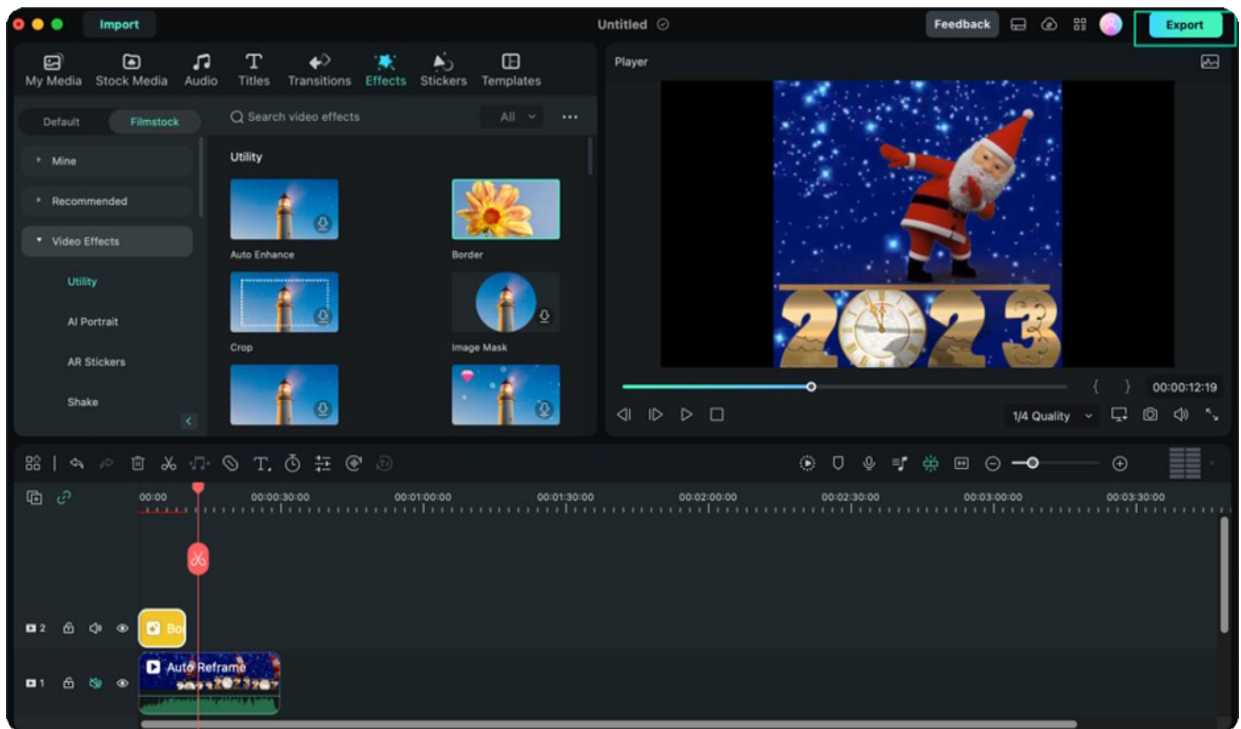 Import
Untitled
Feedback
Export
My Media
Stock Media
Audio
Titles
Transitions
Effects
Stickers
Templates
Player
Default
Filmstock
Search video effects
All
Mine
Recommended
Video Effects
Utility
AI Portrait
AR Stickers
Shake
Utility
Auto Enhance
Border
Crop
Image Mask
2023
00:00:12:19
1/4 Quality
00:00
00:00:30:00
00:01:00:00
00:01:30:00
00:02:00:00
00:02:30:00
00:03:00:00
00:03:30:00
2
Bo
1
Auto Reframe